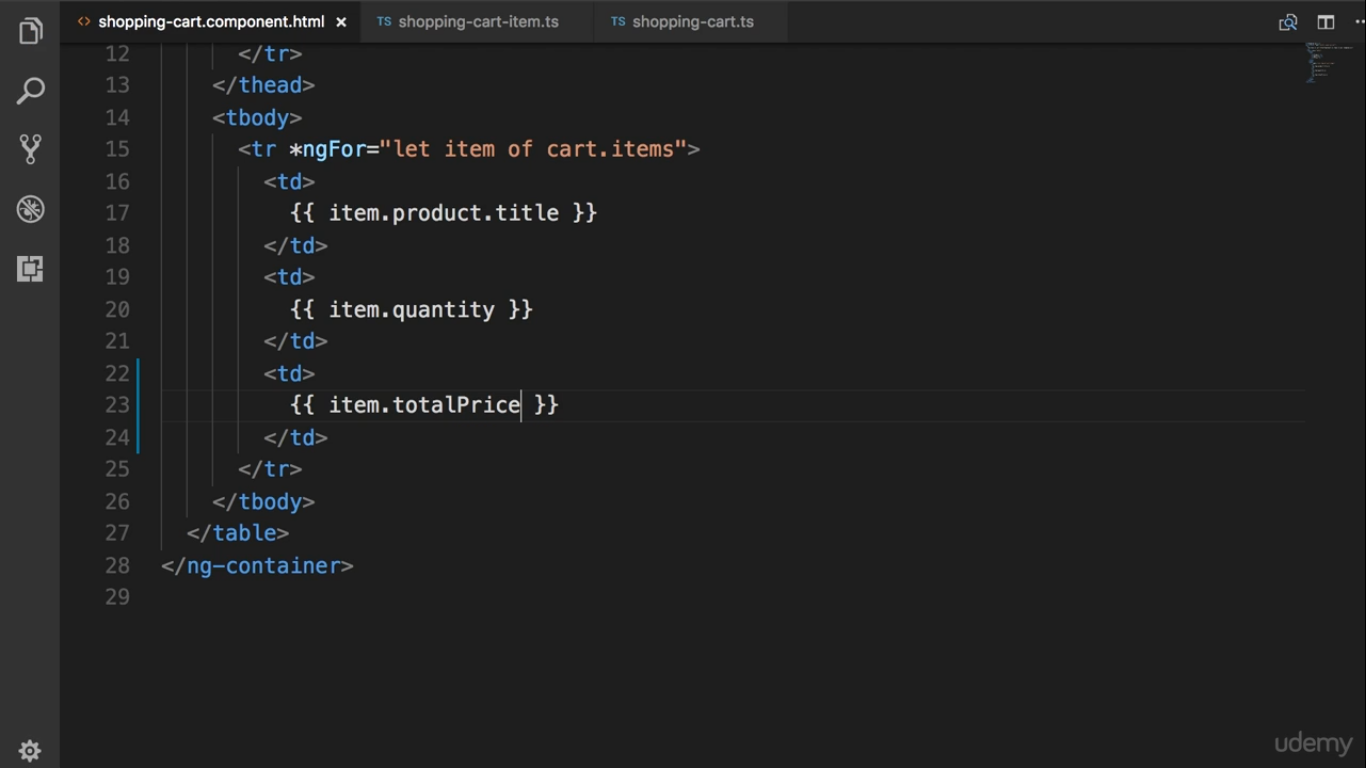 <> shopping-cart.component.html × TS shopping-cart-item.ts TS shopping-cart.ts
12 </tr>
13 </thead>
14 <tbody>
15 <tr *ngFor="let item of cart.items">
16 <td>
17 {{ item.product.title }}
18 </td>
19 <td>
20 {{ item.quantity }}
21 </td>
22 <td>
23 {{ item.totalPrice }}
24 </td>
25 </tr>
26 </tbody>
27 </table>
28 </ng-container>
29
udemy